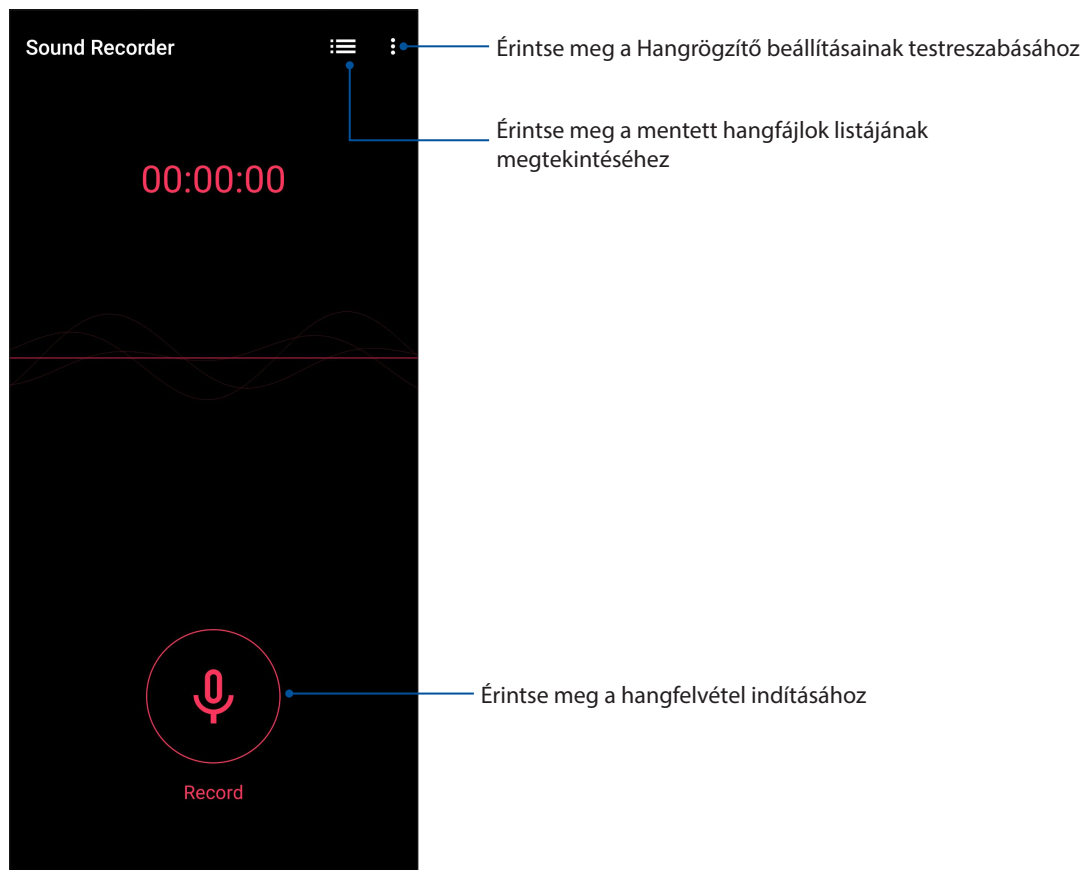 Sound Recorder
Érintse meg a Hangrögzítő beállításainak testreszabásához
Érintse meg a mentett hangfájlok listájának
megtekintéséhez
00:00:00
Érintse meg a hangfelvétel indításához
Record